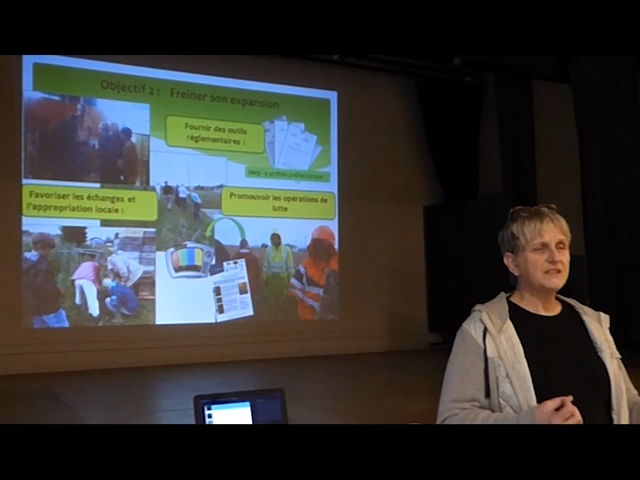 Objectif 2 : Freiner son expansion
Fournir des outils
règlementaires :
Favoriser les échanges et
l'appropriation locale :
Promouvoir les opérations de
lutte